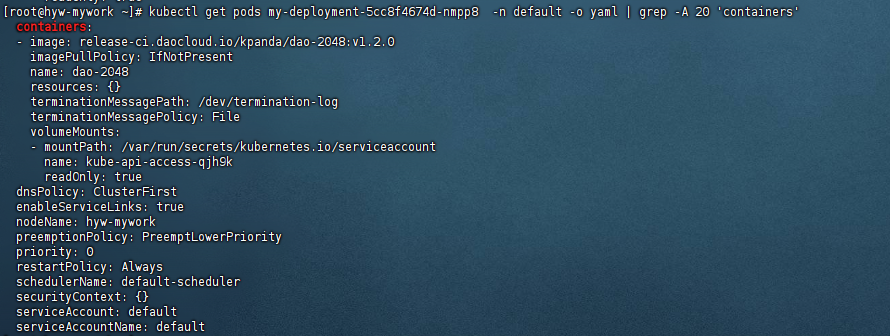 [root@hyw-mywork ~]# kubectl get pods my-deployment-5cc8f4674d-nmpp8  -n default -o yaml | grep -A 20 'containers'
  containers:
  - image: release-ci.daocloud.io/kpanda/dao-2048:v1.2.0
    imagePullPolicy: IfNotPresent
    name: dao-2048
    resources: {}
    terminationMessagePath: /dev/termination-log
    terminationMessagePolicy: File
    volumeMounts:
    - mountPath: /var/run/secrets/kubernetes.io/serviceaccount
      name: kube-api-access-qjh9k
      readOnly: true
  dnsPolicy: ClusterFirst
  enableServiceLinks: true
  nodeName: hyw-mywork
  preemptionPolicy: PreemptLowerPriority
  priority: 0
  restartPolicy: Always
  schedulerName: default-scheduler
  securityContext: {}
  serviceAccount: default
  serviceAccountName: default